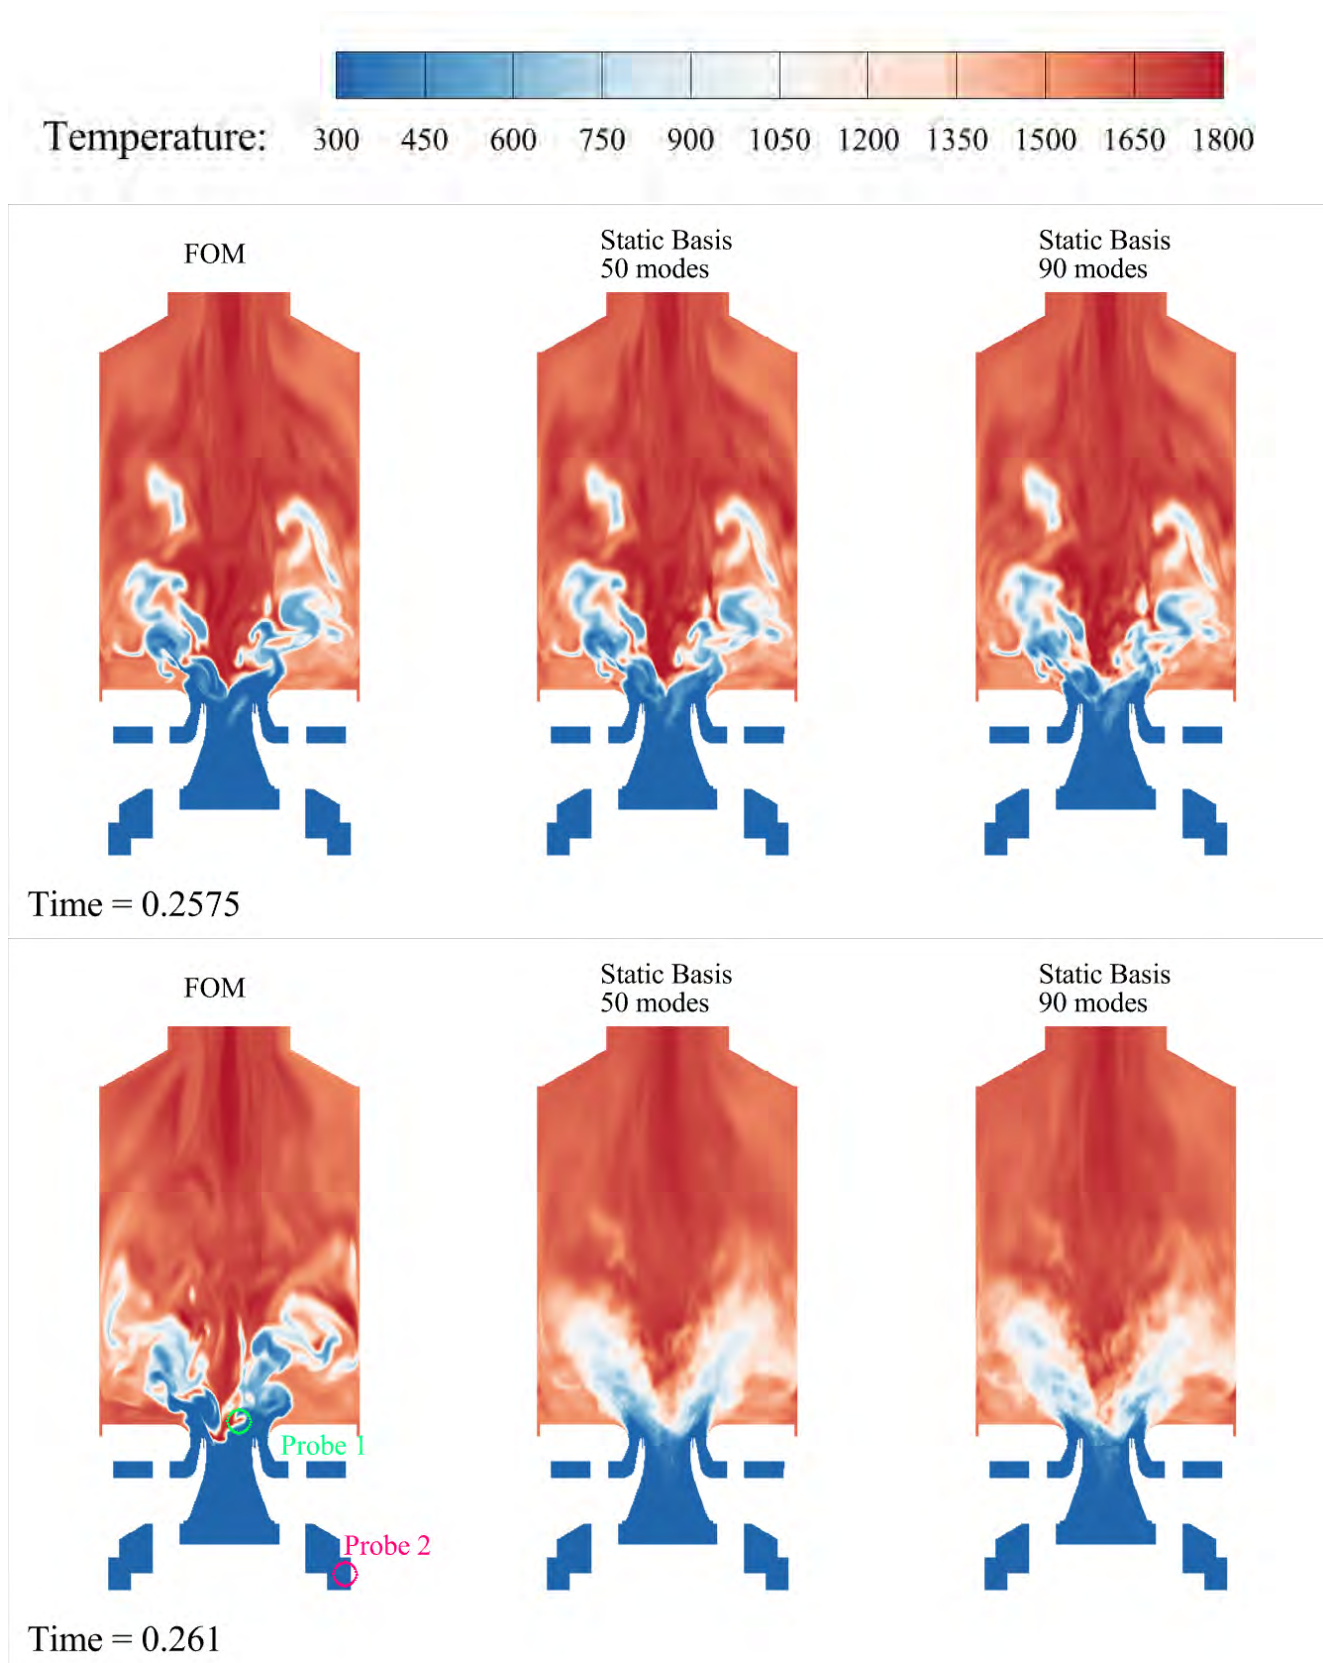 Temperature: 300 450 600 750 900 1050 1200 1350 1500 1650 1800
FOM
Static Basis
50 modes
Static Basis
90 modes
Time = 0.2575
FOM
Static Basis
50 modes
Static Basis
90 modes
Probe 1
Probe 2
Time = 0.261